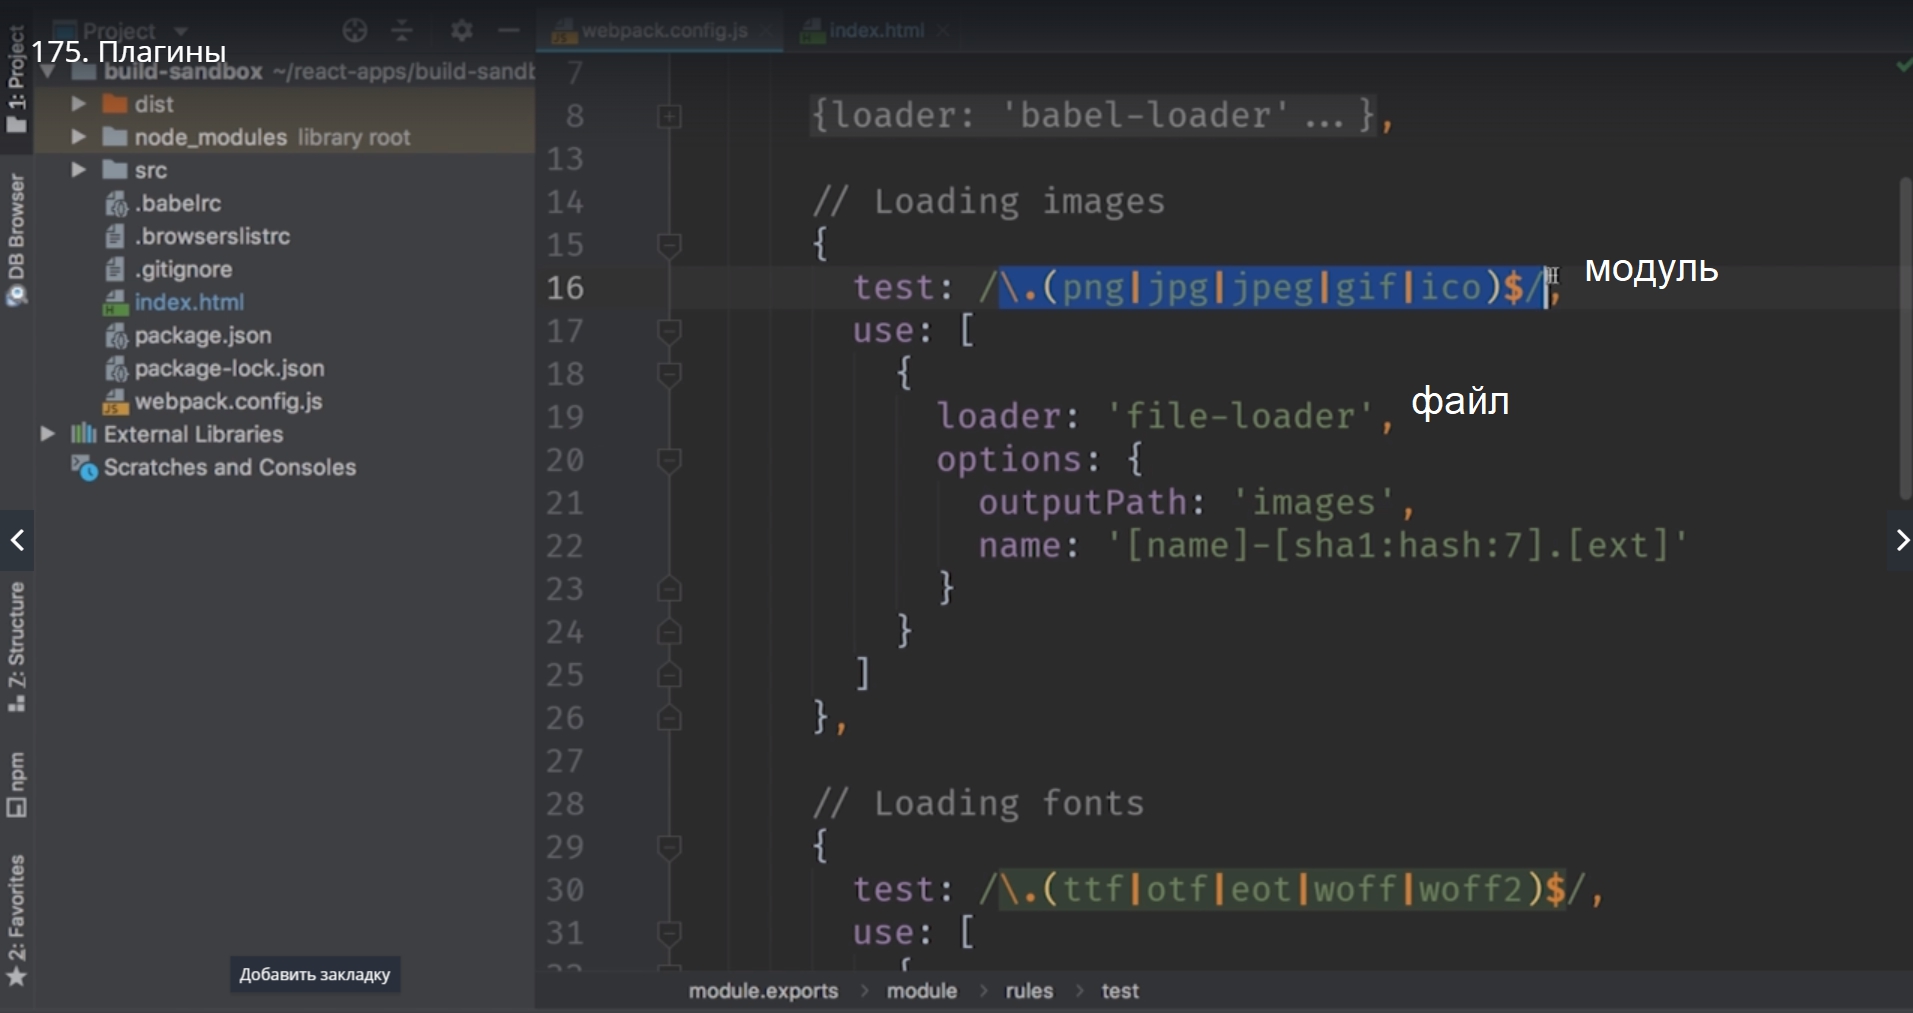 Project
webpack.config.js
index.html
175. Плагины
1: Project
DB Browser
Z: Structure
npm
2: Favorites
build-sandbox ~/react-apps/build-sandb
dist
node_modules library root
src
.babelrc
.browserslistrc
.gitignore
index.html
package.json
package-lock.json
webpack.config.js
External Libraries
Scratches and Consoles
Добавить закладку
7
8 {loader: 'babel-loader'...},
13
14 // Loading images
15 {
16 test: /\.(png|jpg|jpeg|gif|ico)$/, модуль
17 use: [
18 {
19 loader: 'file-loader', файл
20 options: {
21 outputPath: 'images',
22 name: '[name]-[sha1:hash:7].[ext]'
23 }
24 }
25 ]
26 },
27
28 // Loading fonts
29 {
30 test: /\.(ttf|otf|eot|woff|woff2)$/,
31 use: [
module.exports > module > rules > test